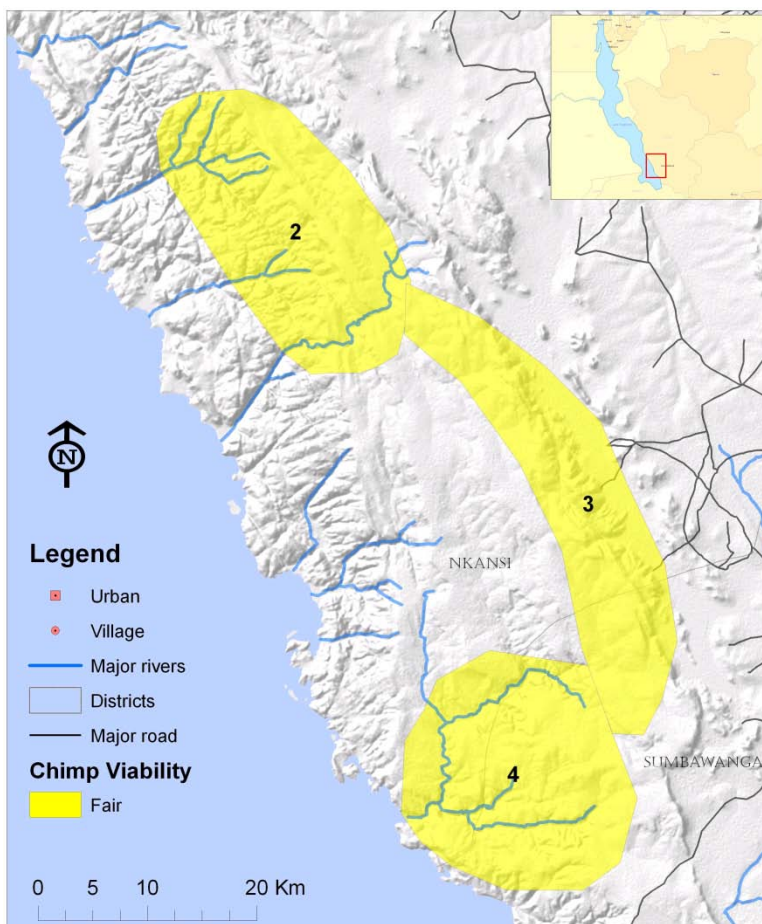 2
3
NKANSI
4
SUMBAWANGA
N
Legend
Urban
Village
Major rivers
Districts
Major road
Chimp Viability
Fair
0 5 10 20 Km